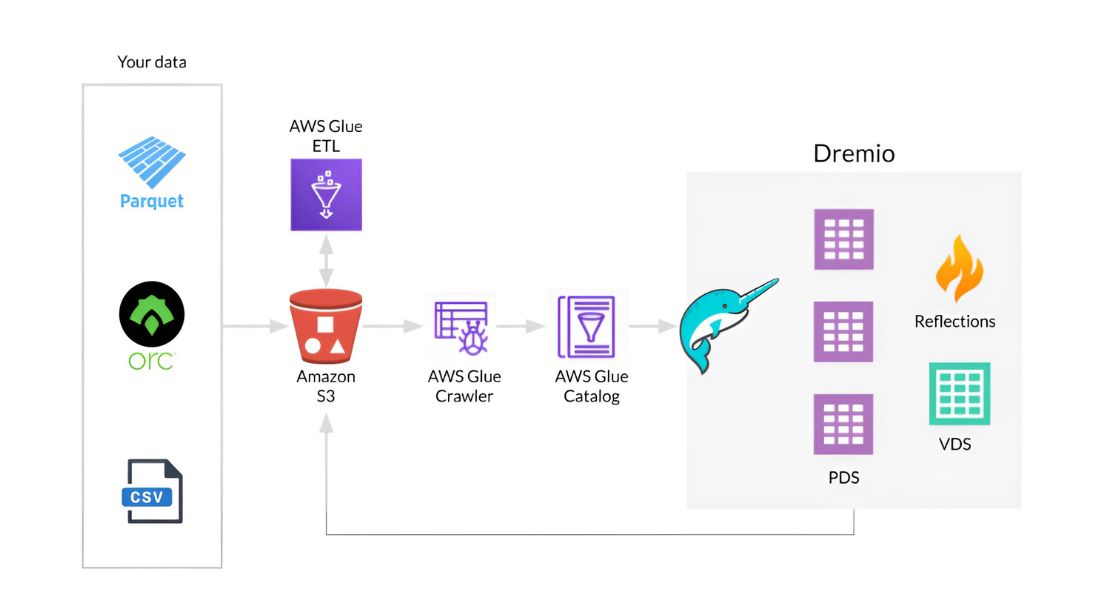 Your data
Parquet
orc
CSV
AWS Glue
ETL
Amazon
S3
AWS Glue
Crawler
AWS Glue
Catalog
Dremio
PDS
Reflections
VDS